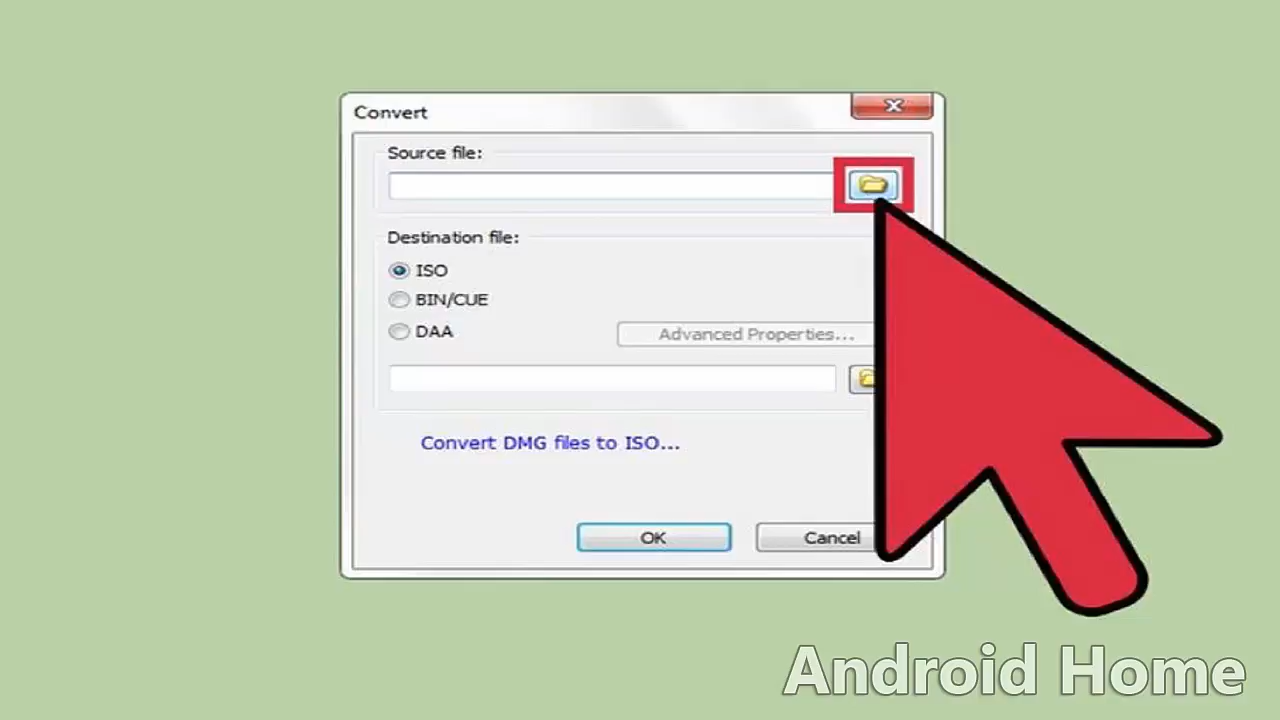 Convert
Source file:
Destination file:
ISO
BIN/CUE
DAA
Advanced Properties...
Convert DMG files to ISO...
OK
Cancel
Android Home